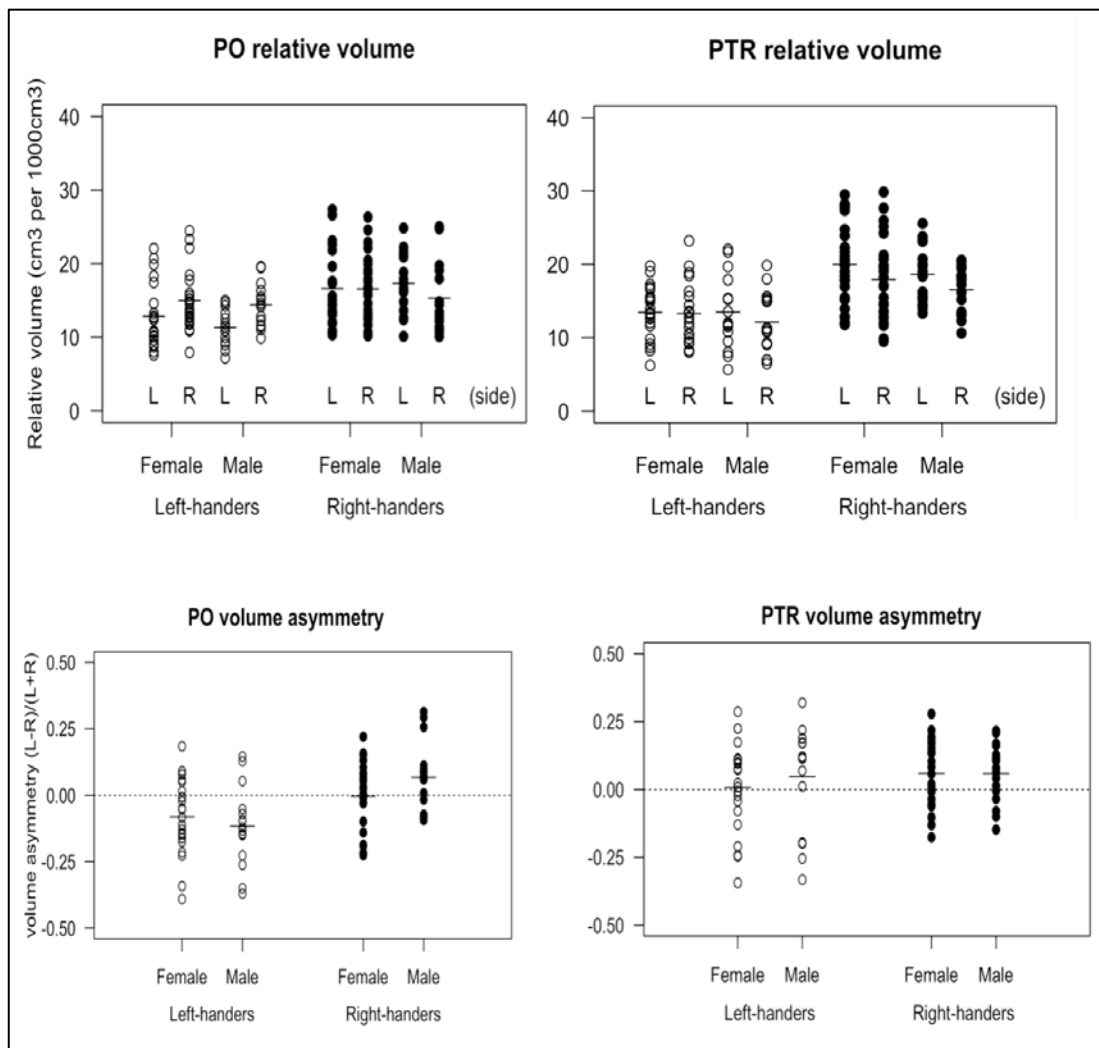 PO relative volume
PTR relative volume
Relative volume (cm3 per 1000cm3)
40
30
20
10
0
L R L R L R L R (side)
Female Male Female Male
Left-handers Right-handers
40
30
20
10
0
L R L R L R L R (side)
Female Male Female Male
Left-handers Right-handers
PO volume asymmetry
volume asymmetry (L-R)/(L+R)
0.50
0.25
0.00
-0.25
-0.50
Female Male Female Male
Left-handers Right-handers
PTR volume asymmetry
0.50
0.25
0.00
-0.25
-0.50
Female Male Female Male
Left-handers Right-handers